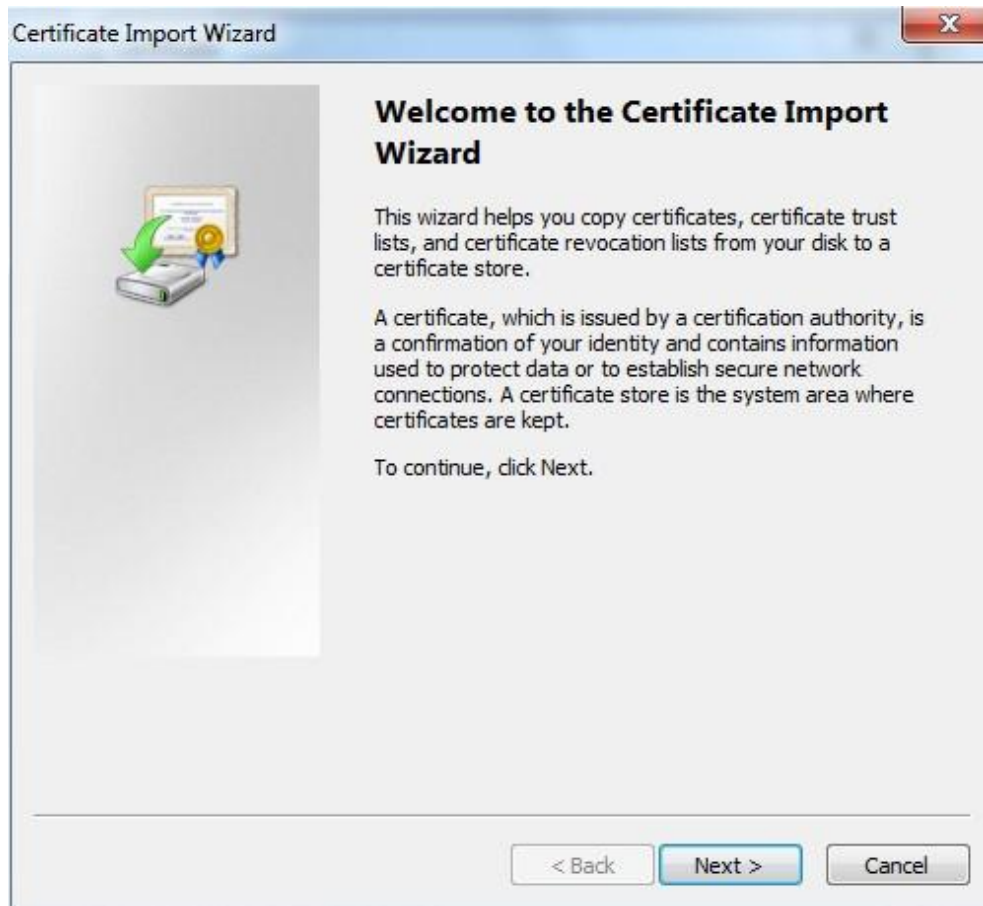 Certificate Import Wizard
X
Welcome to the Certificate Import
Wizard
This wizard helps you copy certificates, certificate trust
lists, and certificate revocation lists from your disk to a
certificate store.
A certificate, which is issued by a certification authority, is
a confirmation of your identity and contains information
used to protect data or to establish secure network
connections. A certificate store is the system area where
certificates are kept.
To continue, click Next.
< Back Next > Cancel